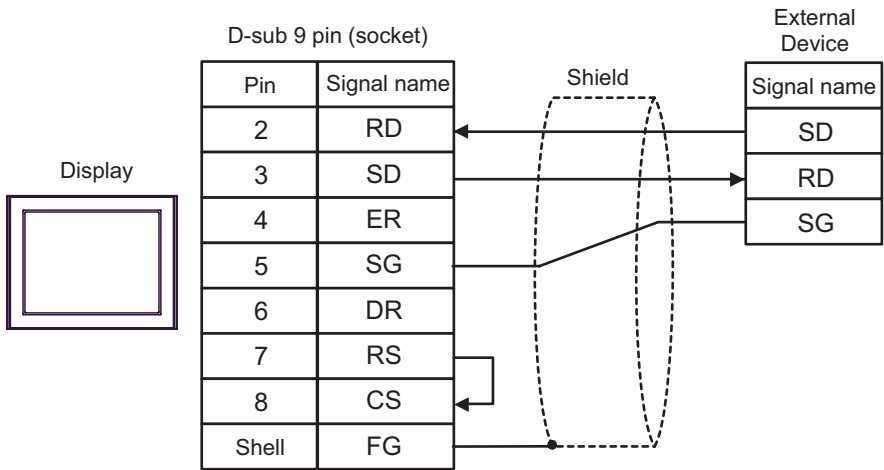 External
Device
D-sub 9 pin (socket)
Pin Signal name
Shield
Signal name
2 RD
SD
3 SD
RD
Display
4 ER
SG
5 SG
6 DR
7 RS
8 CS
Shell FG